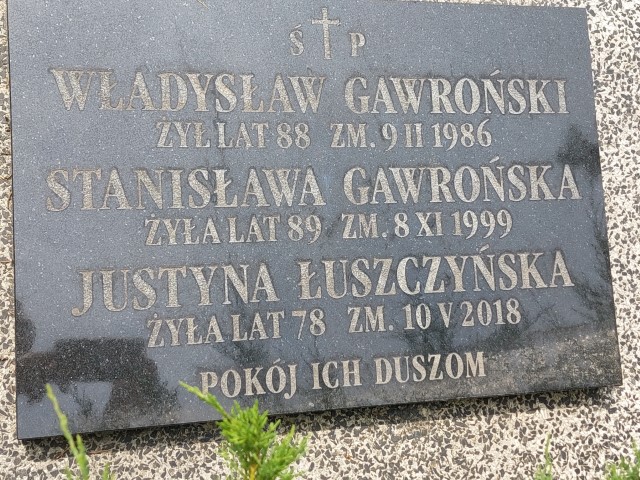 Ś P
WŁADYSŁAW GAWROŃSKI
ŻYŁ LAT 88 ZM. 9 II 1986
STANISŁAWA GAWROŃSKA
ŻYŁA LAT 89 ZM. 8 XI 1999
JUSTYNA ŁUSZCZYŃSKA
ŻYŁA LAT 78 ZM. 10 V 2018
POKÓJ ICH DUSZOM